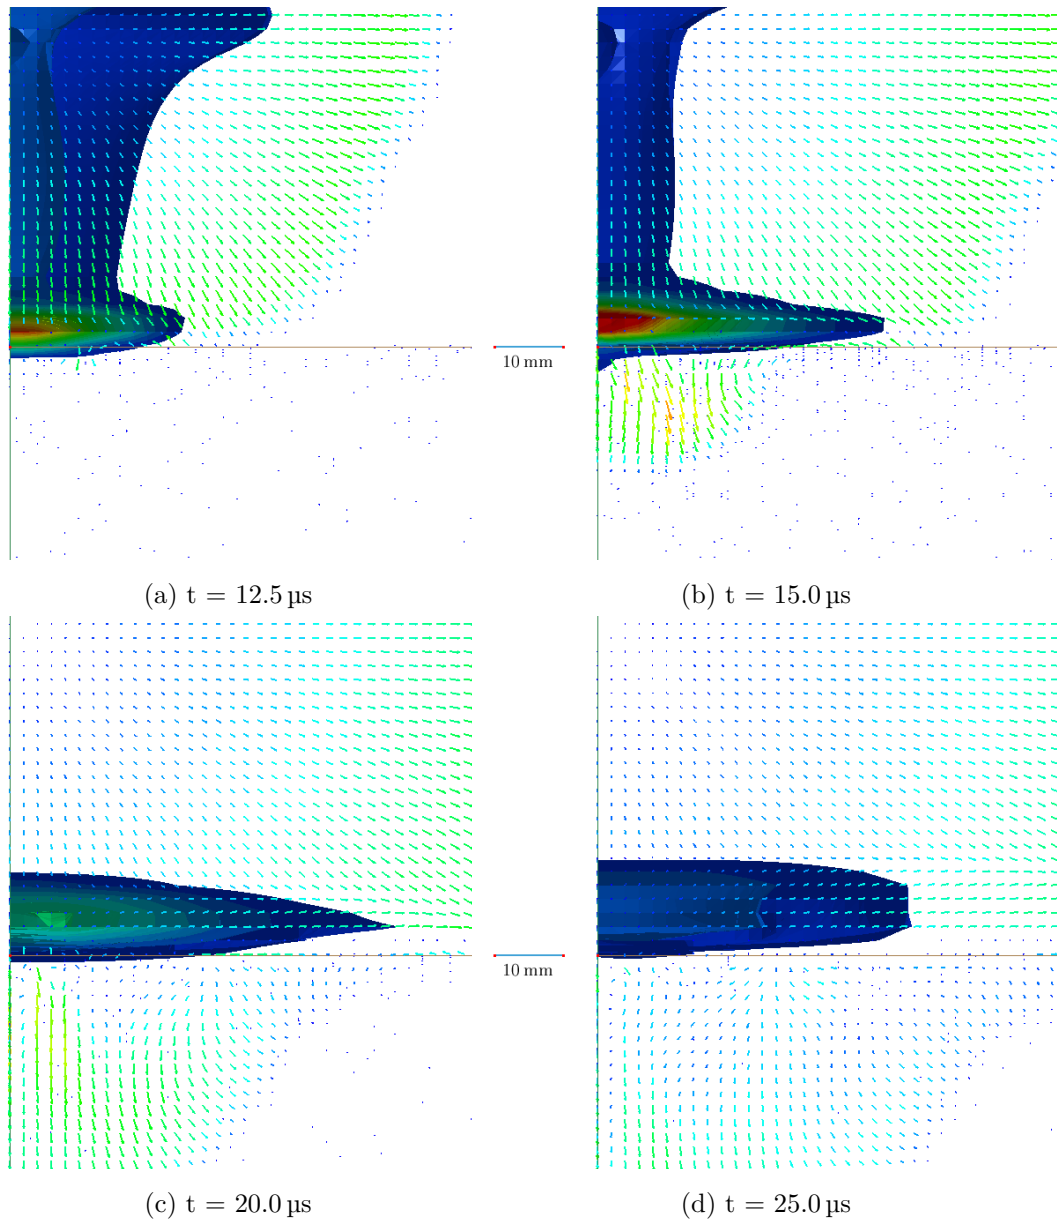 10 mm
(a) t = 12.5 µs
(b) t = 15.0 µs
10 mm
(c) t = 20.0 µs
(d) t = 25.0 µs